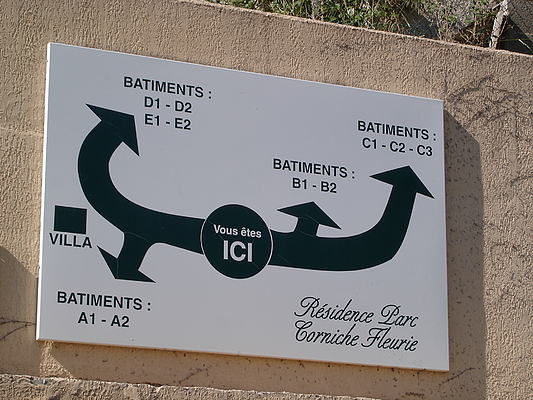 BATIMENTS :
D1 - D2
E1 - E2
BATIMENTS :
C1 - C2 - C3
BATIMENTS :
B1 - B2
Vous êtes
ICI
VILLA
BATIMENTS :
A1 - A2
Résidence Parc
Corniche Fleurie